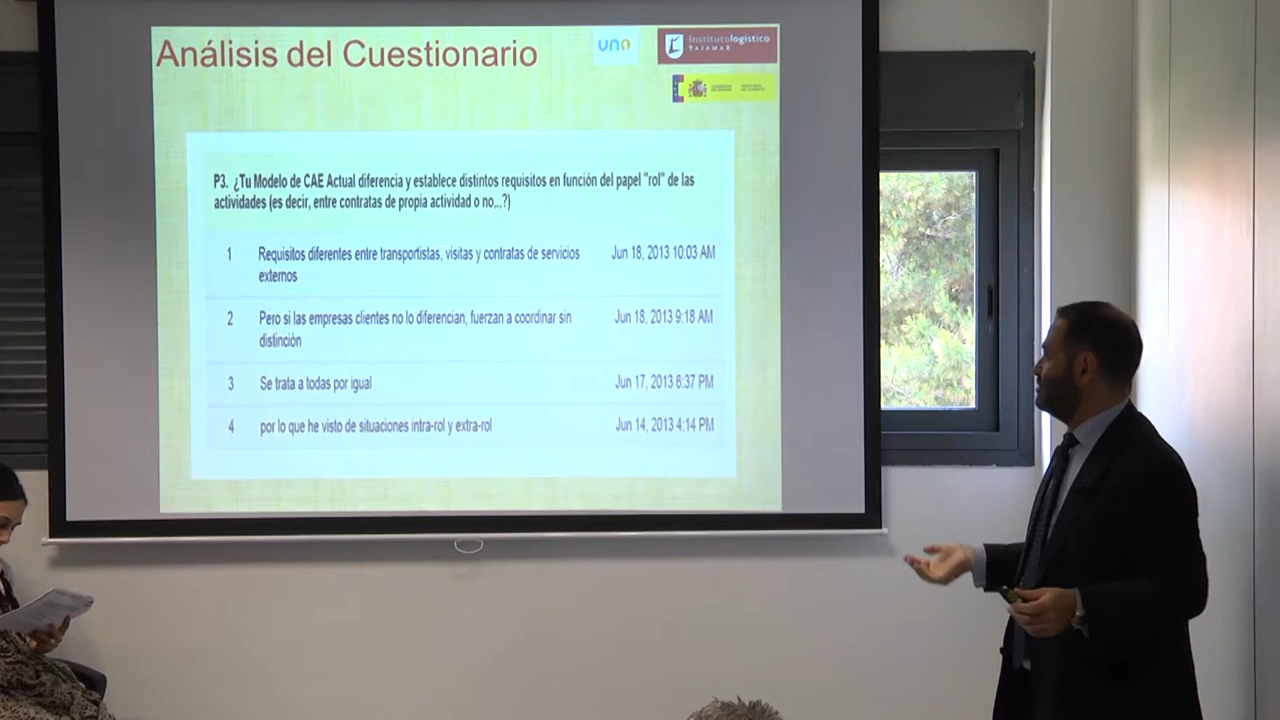 Análisis del Cuestionario
uno
Institutologístico
TAJAMAR
P3. ¿Tu Modelo de CAE Actual diferencia y establece distintos requisitos en función del papel "rol" de las
actividades (es decir, entre contratas de propia actividad o no,..?)
1 Requisitos diferentes entre transportistas, visitas y contratas de servicios Jun 18, 2013 10:03 AM
externos
2 Pero si las empresas clientes no lo diferencian, fuerzan a coordinar sin Jun 18, 2013 9:18 AM
distinción
3 Se trata a todas por igual Jun 17, 2013 6:37 PM
4 por lo que he visto de situaciones intra-rol y extra-rol Jun 14, 2013 4:14 PM